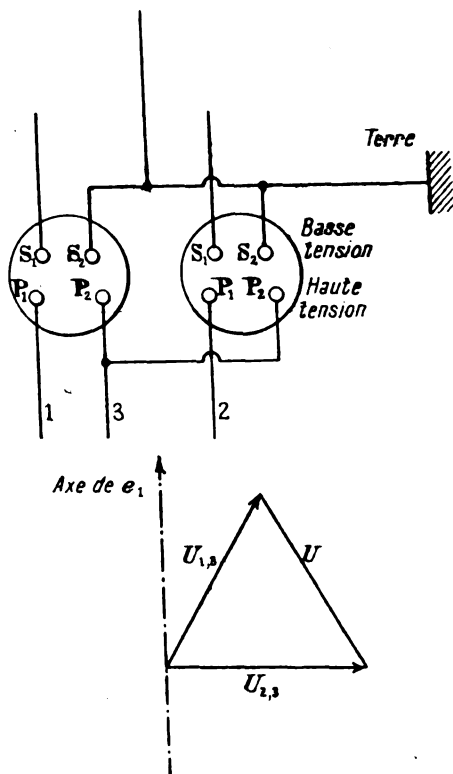 Terre
S₁ S₂ S₁ S₂ Basse
tension
P₁ P₂ P₁ P₂ Haute
tension
1 3 2
Axe de e₁
U₁,₃ U
U₂,₃